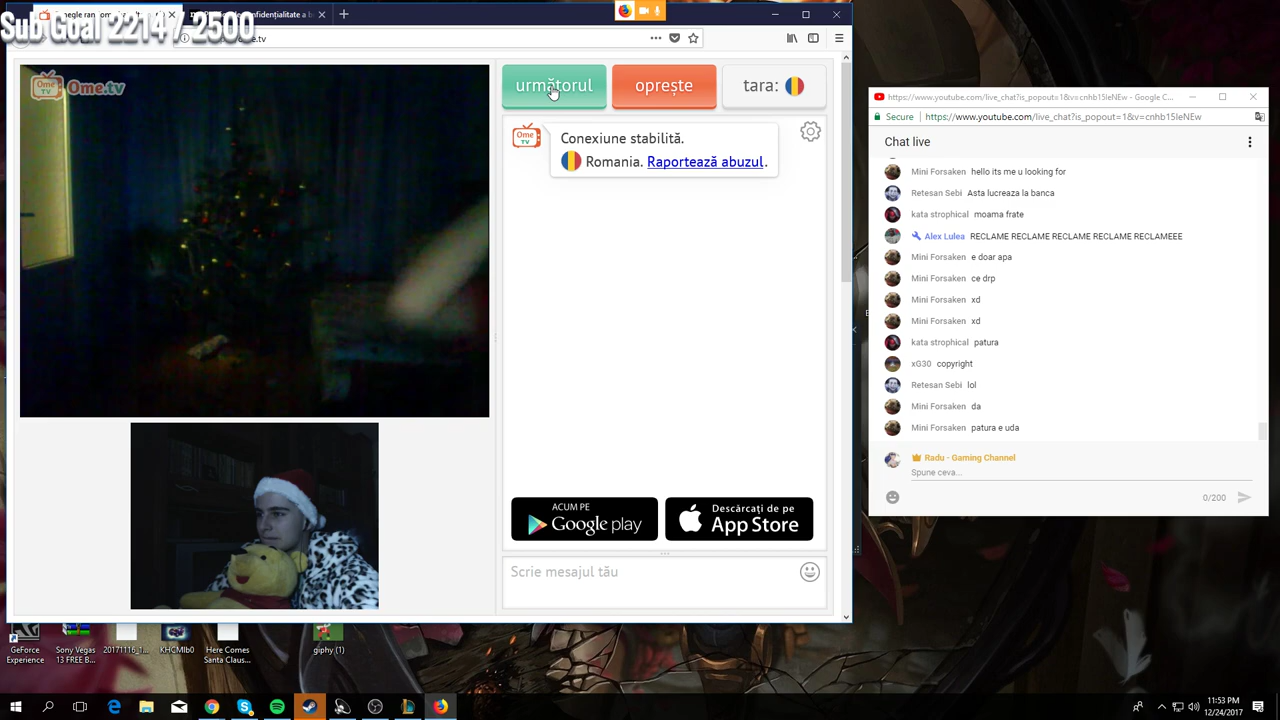 Sub Goal 2214 / 2500
Ome.tv
următorul
oprește
tara:
Conexiune stabilită.
Romania. Raportează abuzul.
ACUM PE
Google play
Descărcați de pe
App Store
Scrie mesajul tău
https://www.youtube.com/live_chat?is_popout=1&v=cnhb15IeNEw - Google C...
Secure https://www.youtube.com/live_chat?is_popout=1&v=cnhb15IeNEw
Chat live
Mini Forsaken hello its me u looking for
Retesan Sebi Asta lucreaza la banca
kata strophical moama frate
Alex Lulea RECLAME RECLAME RECLAME RECLAME RECLAMEEE
Mini Forsaken e doar apa
Mini Forsaken ce drp
Mini Forsaken xd
Mini Forsaken xd
kata strophical patura
xG30 copyright
Retesan Sebi lol
Mini Forsaken da
Mini Forsaken patura e uda
Radu - Gaming Channel
Spune ceva...
0/200
GeForce Experience
Sony Vegas 13 FREE B...
20171116_1...
KHCMIb0
Here Comes Santa Claus...
giphy (1)
11:53 PM
12/24/2017